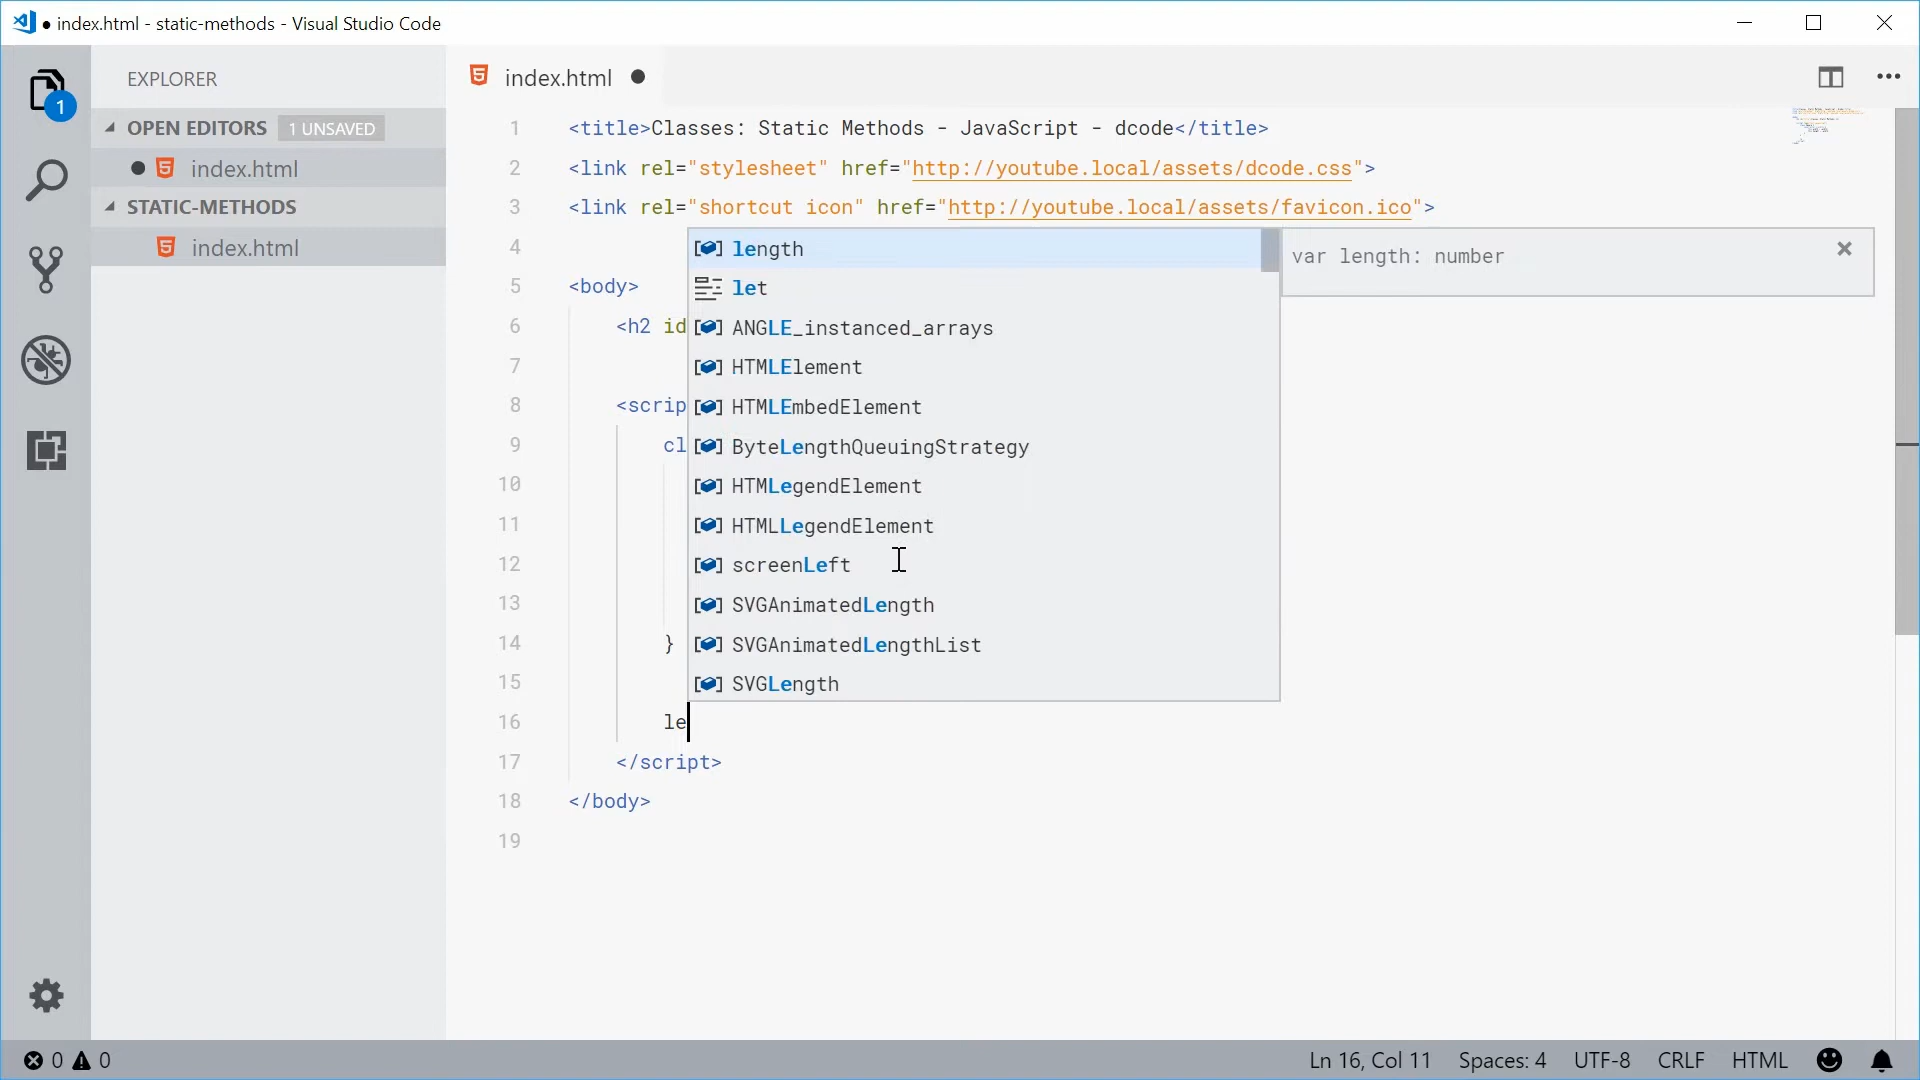 index.html - static-methods - Visual Studio Code
EXPLORER
OPEN EDITORS 1 UNSAVED
index.html
STATIC-METHODS
index.html
1
index.html
1 <title>Classes: Static Methods - JavaScript - dcode</title>
2 <link rel="stylesheet" href="http://youtube.local/assets/dcode.css">
3 <link rel="shortcut icon" href="http://youtube.local/assets/favicon.ico">
4
5 <body>
6 <h2 id
7
8 <scrip
9 cl
10
11
12
13
14 }
15
16 le
17 </script>
18 </body>
19
length
let
ANGLE_instanced_arrays
HTMLElement
HTMLEmbedElement
ByteLengthQueuingStrategy
HTMLegendElement
HTMLLegendElement
screenLeft
SVGAnimatedLength
SVGAnimatedLengthList
SVGLength
var length: number
0 0
Ln 16, Col 11 Spaces: 4 UTF-8 CRLF HTML